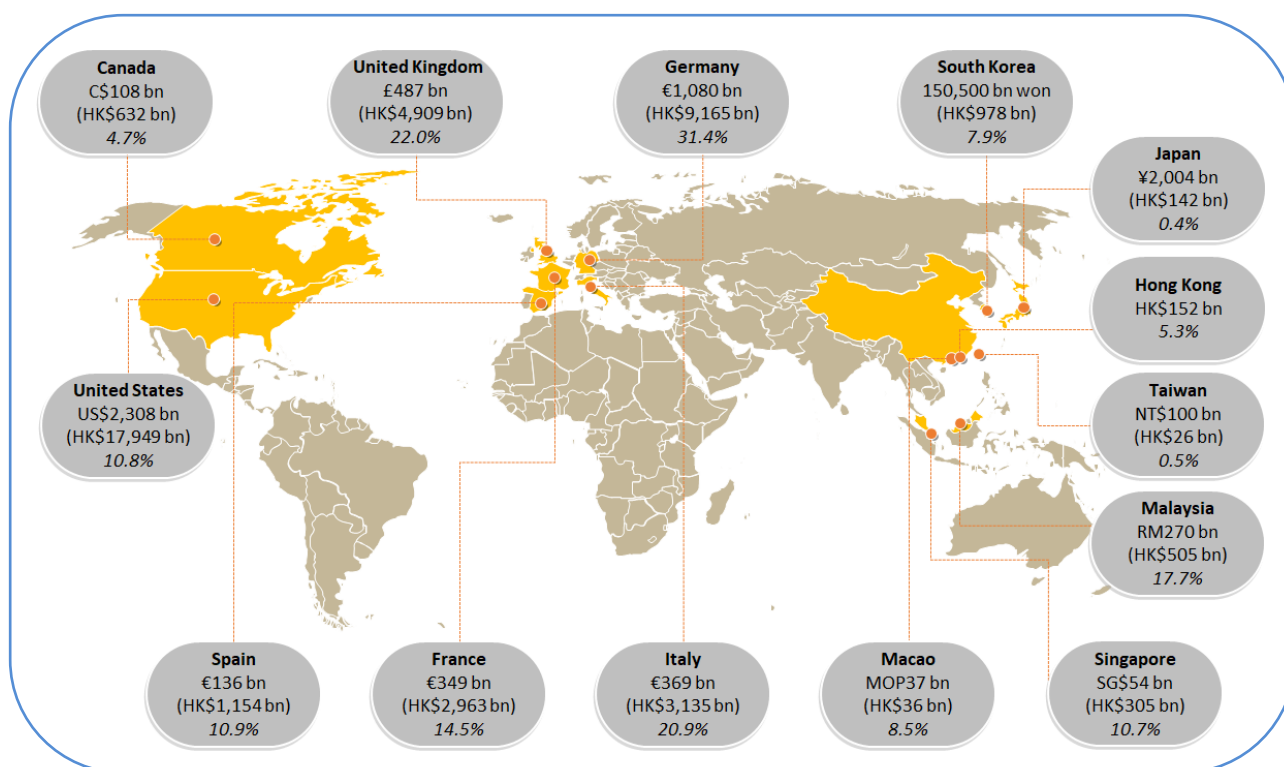 Canada
C$108 bn
(HK$632 bn)
4.7%
United Kingdom
£487 bn
(HK$4,909 bn)
22.0%
Germany
€1,080 bn
(HK$9,165 bn)
31.4%
South Korea
150,500 bn won
(HK$978 bn)
7.9%
Japan
¥2,004 bn
(HK$142 bn)
0.4%
Hong Kong
HK$152 bn
5.3%
United States
US$2,308 bn
(HK$17,949 bn)
10.8%
Taiwan
NT$100 bn
(HK$26 bn)
0.5%
Malaysia
RM270 bn
(HK$505 bn)
17.7%
Spain
€136 bn
(HK$1,154 bn)
10.9%
France
€349 bn
(HK$2,963 bn)
14.5%
Italy
€369 bn
(HK$3,135 bn)
20.9%
Macao
MOP37 bn
(HK$36 bn)
8.5%
Singapore
SG$54 bn
(HK$305 bn)
10.7%